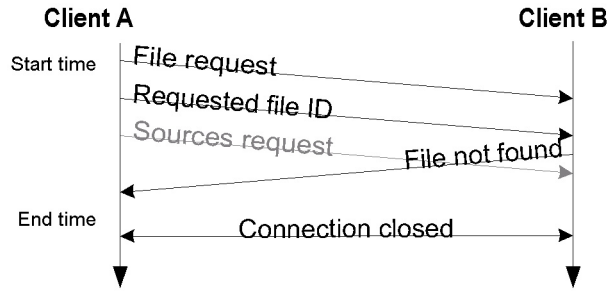 Client A
Client B
Start time
File request
Requested file ID
Sources request
File not found
End time
Connection closed